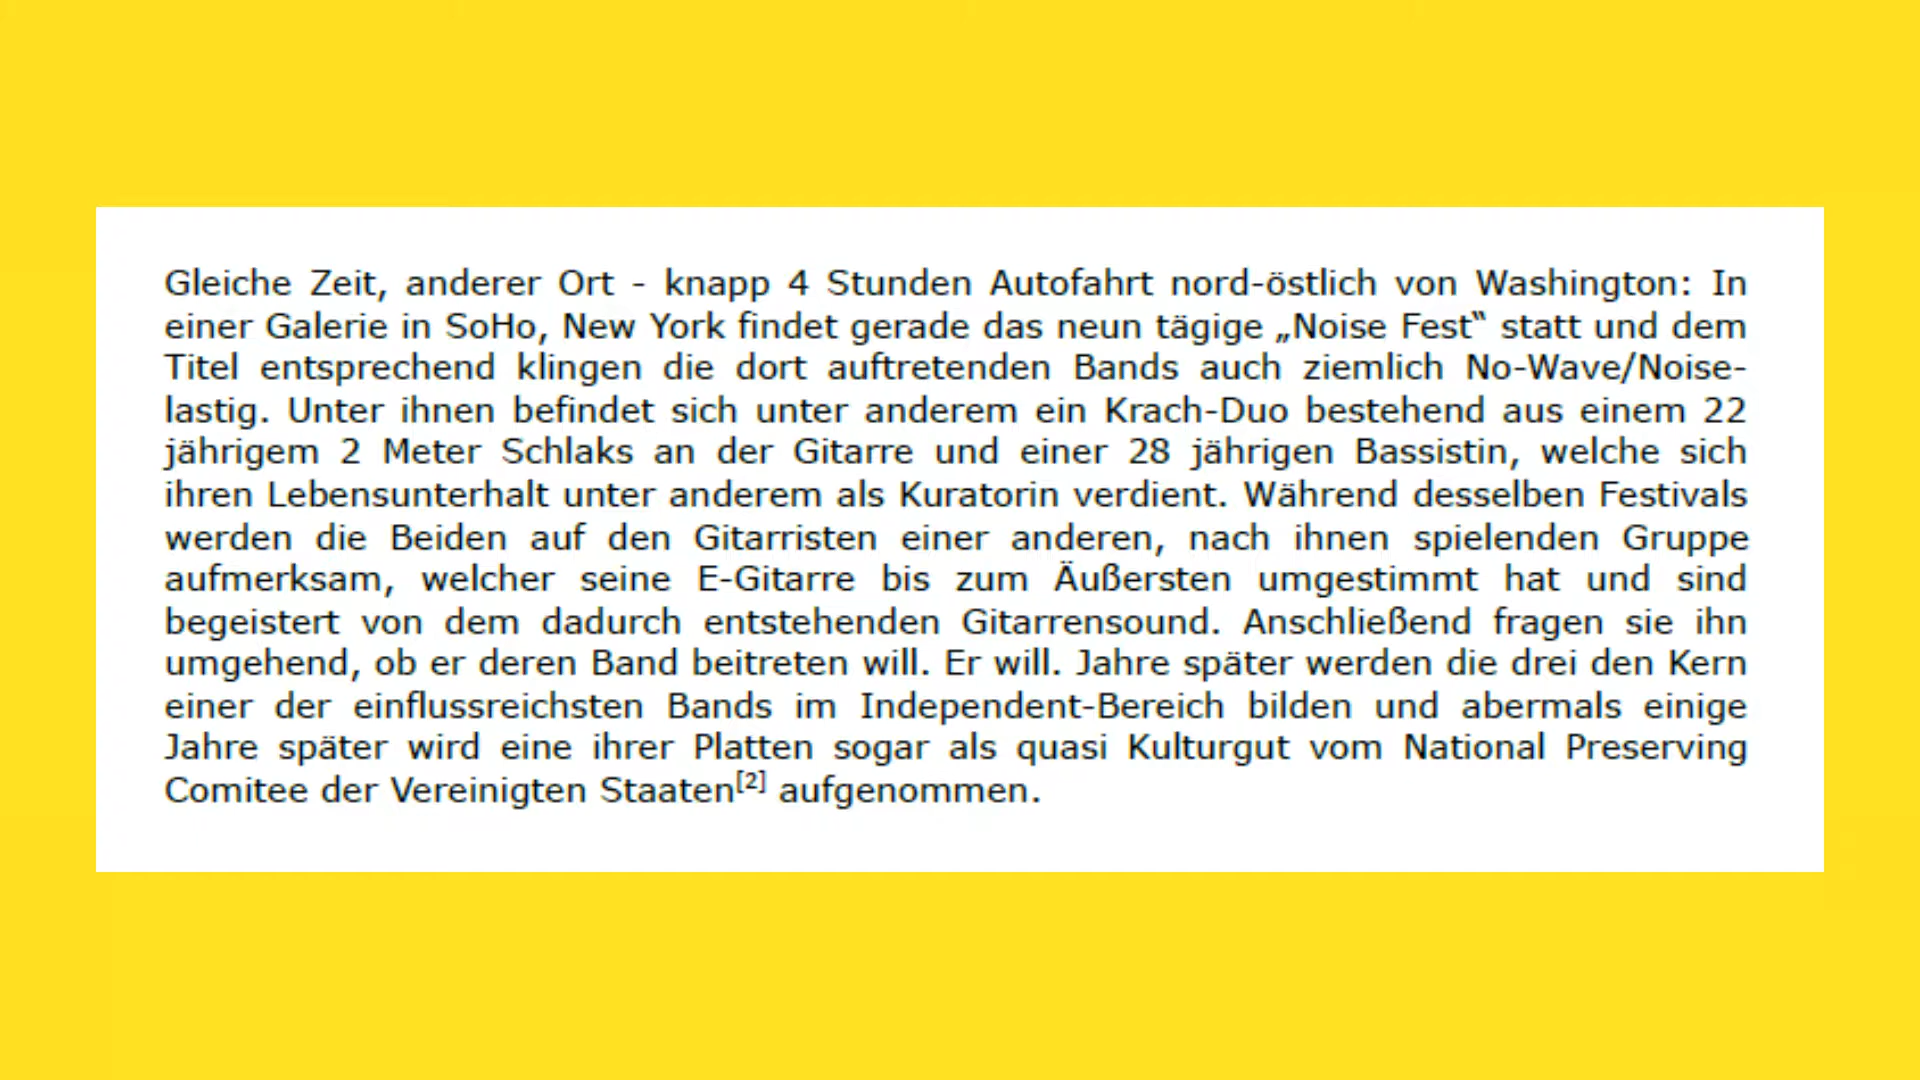 Gleiche Zeit, anderer Ort - knapp 4 Stunden Autofahrt nord-östlich von Washington: In
einer Galerie in SoHo, New York findet gerade das neun tägige „Noise Fest‟ statt und dem
Titel entsprechend klingen die dort auftretenden Bands auch ziemlich No-Wave/Noise-
lastig. Unter ihnen befindet sich unter anderem ein Krach-Duo bestehend aus einem 22
jährigem 2 Meter Schlaks an der Gitarre und einer 28 jährigen Bassistin, welche sich
ihren Lebensunterhalt unter anderem als Kuratorin verdient. Während desselben Festivals
werden die Beiden auf den Gitarristen einer anderen, nach ihnen spielenden Gruppe
aufmerksam, welcher seine E-Gitarre bis zum Äußersten umgestimmt hat und sind
begeistert von dem dadurch entstehenden Gitarrensound. Anschließend fragen sie ihn
umgehend, ob er deren Band beitreten will. Er will. Jahre später werden die drei den Kern
einer der einflussreichsten Bands im Independent-Bereich bilden und abermals einige
Jahre später wird eine ihrer Platten sogar als quasi Kulturgut vom National Preserving
Comitee der Vereinigten Staaten[2] aufgenommen.